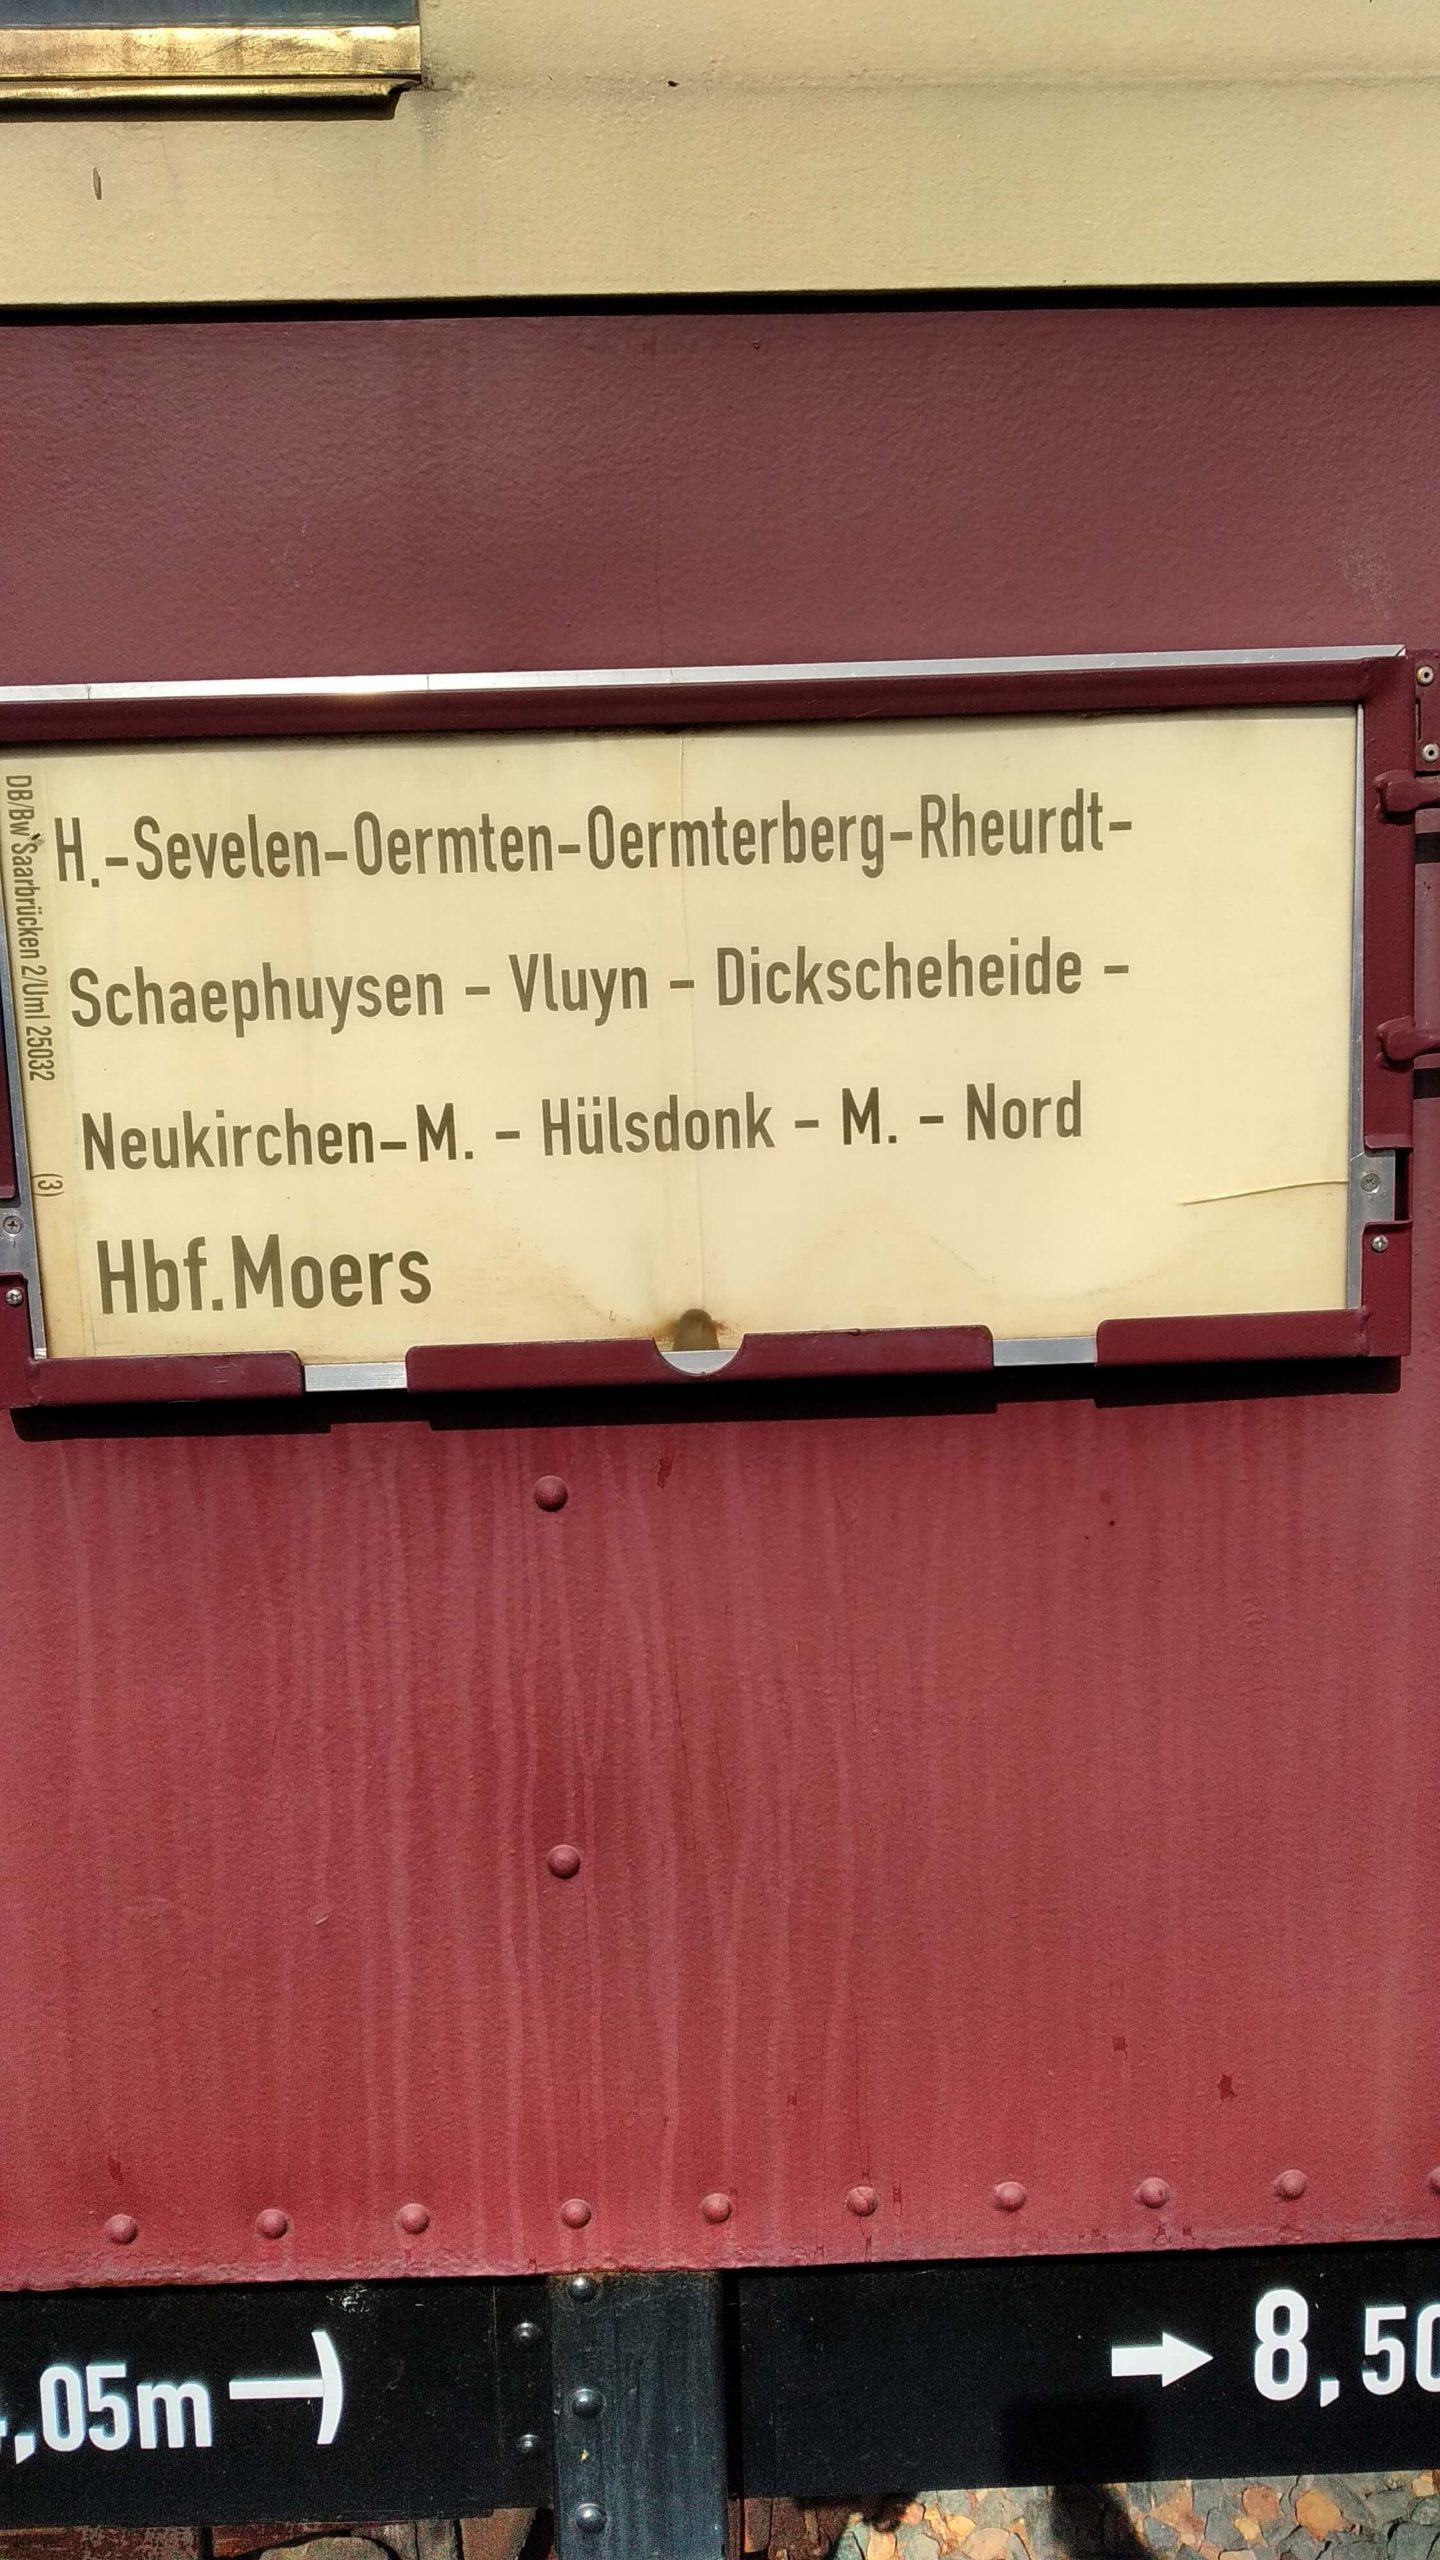 H.-Sevelen-Oermten-Oermterberg-Rheurdt-
Schaephuysen - Vluyn - Dickscheheide -
Neukirchen-M. - Hülsdonk - M. - Nord
Hbf.Moers
DB/Bw Saarbrücken 2/Uml 25032 (3)
,05m
8,50